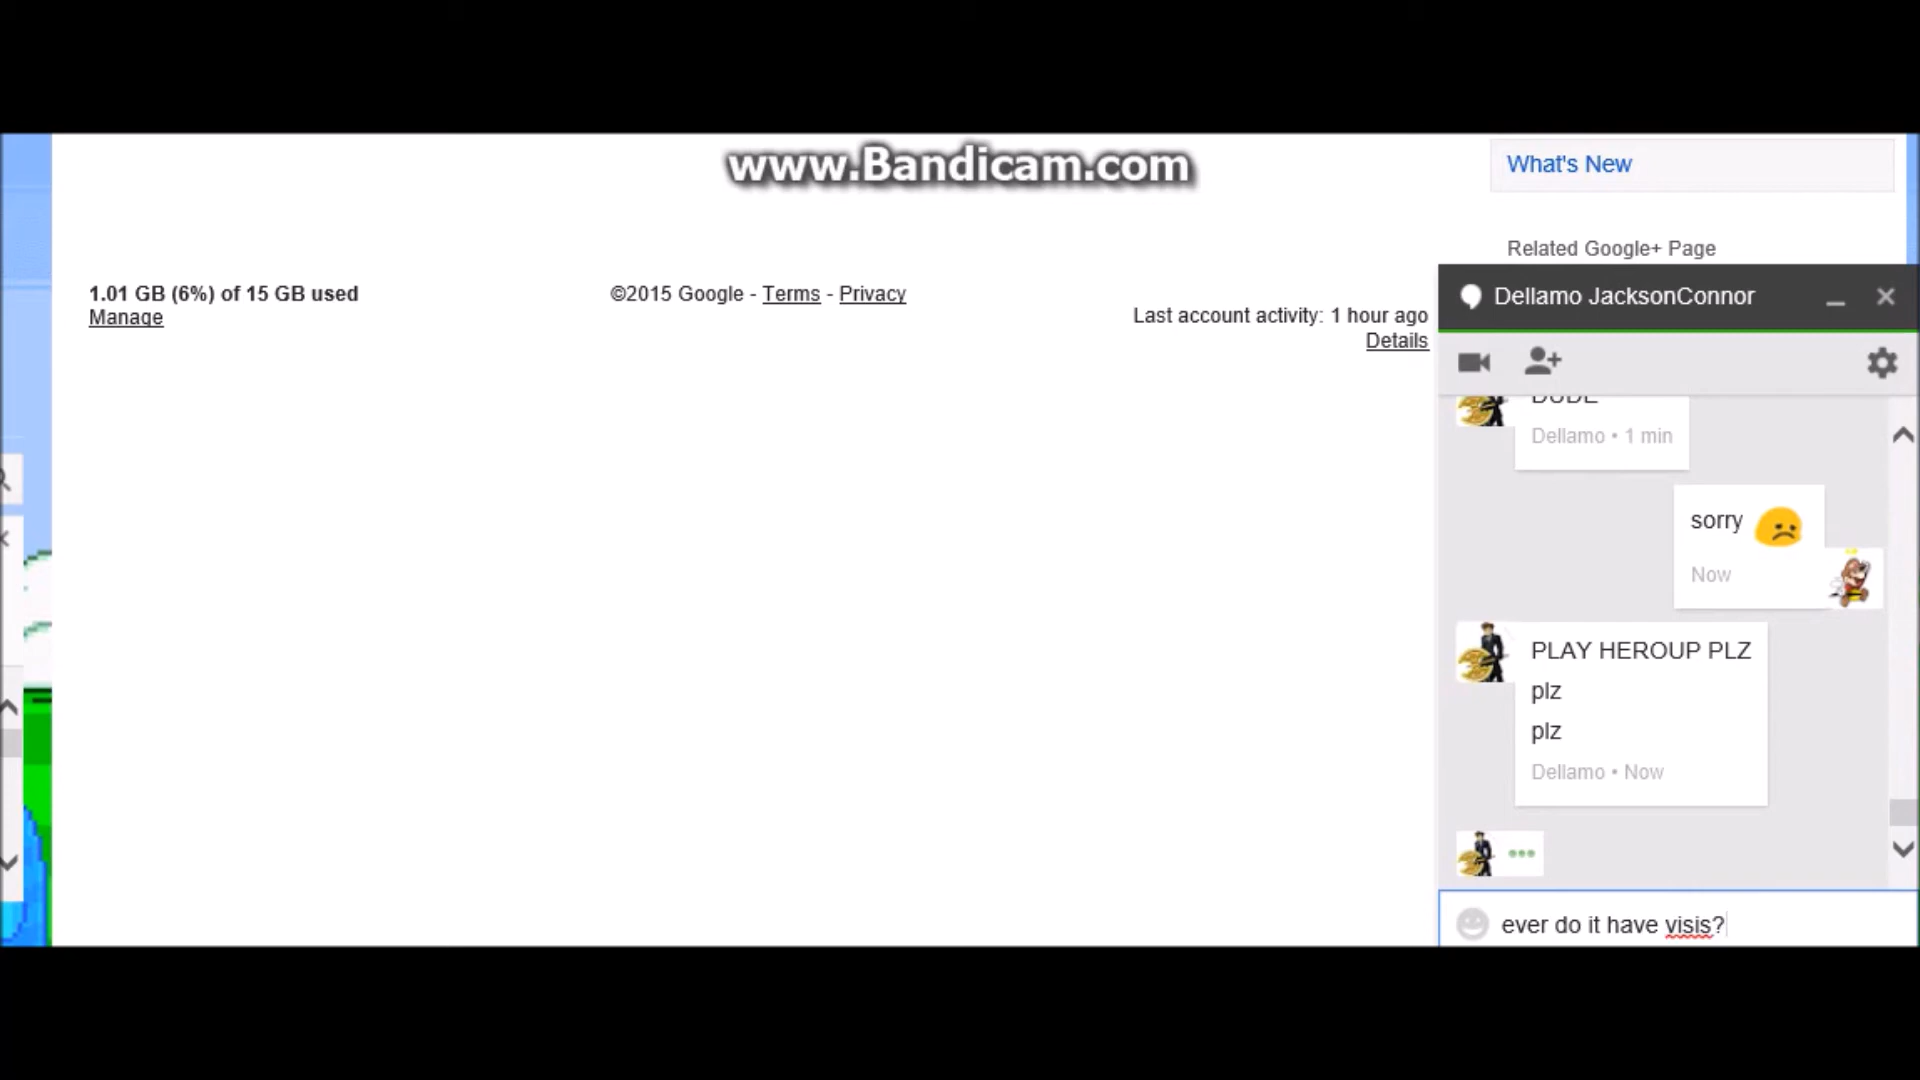 www.Bandicam.com
What's New
Related Google+ Page
1.01 GB (6%) of 15 GB used
Manage
©2015 Google - Terms - Privacy
Last account activity: 1 hour ago
Details
Dellamo JacksonConnor
DUDE
Dellamo • 1 min
sorry
Now
PLAY HEROUP PLZ
plz
plz
Dellamo • Now
ever do it have visis?